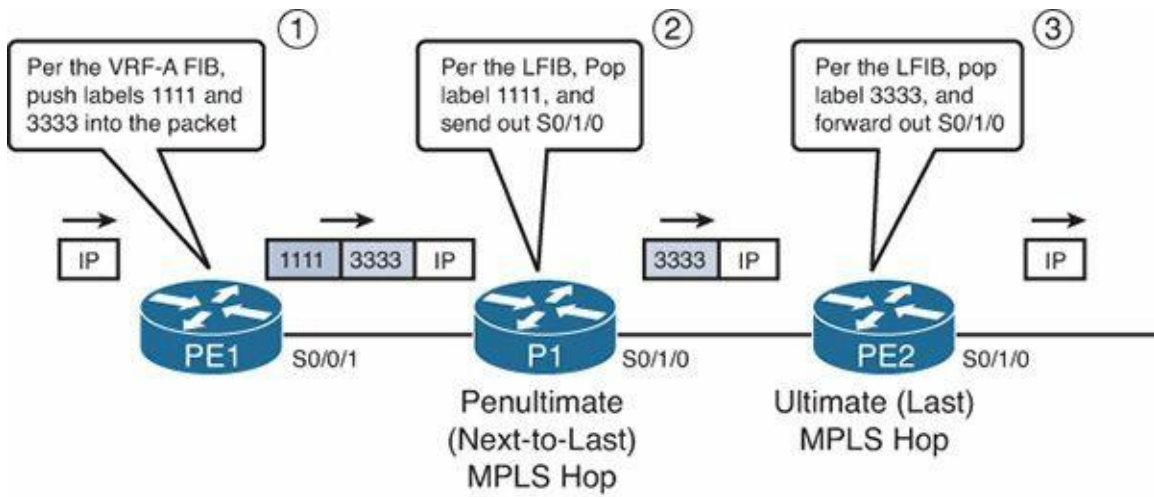 1
Per the VRF-A FIB,
push labels 1111 and
3333 into the packet
2
Per the LFIB, Pop
label 1111, and
send out S0/1/0
3
Per the LFIB, pop
label 3333, and
forward out S0/1/0
IP
1111 3333 IP
3333 IP
IP
PE1
S0/0/1
P1
S0/1/0
PE2
S0/1/0
Penultimate
(Next-to-Last)
MPLS Hop
Ultimate (Last)
MPLS Hop